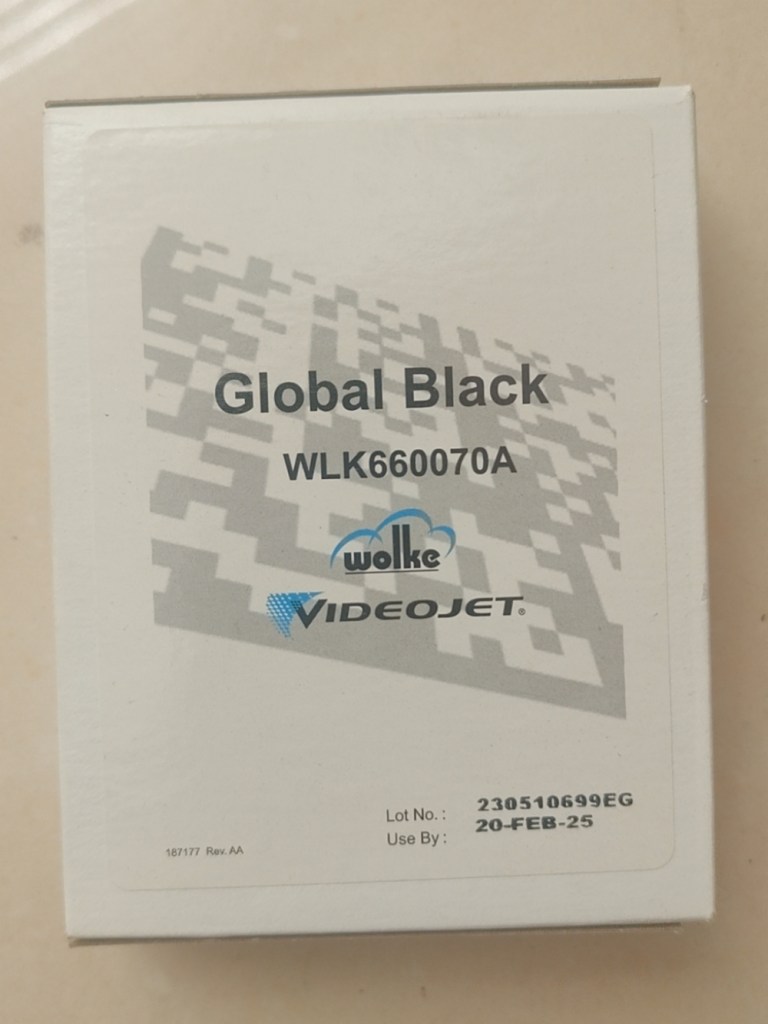 Global Black
WLK660070A
wolke
VIDEOJET®
Lot No. : 230510699EG
Use By : 20-FEB-25
187177 Rev. AA